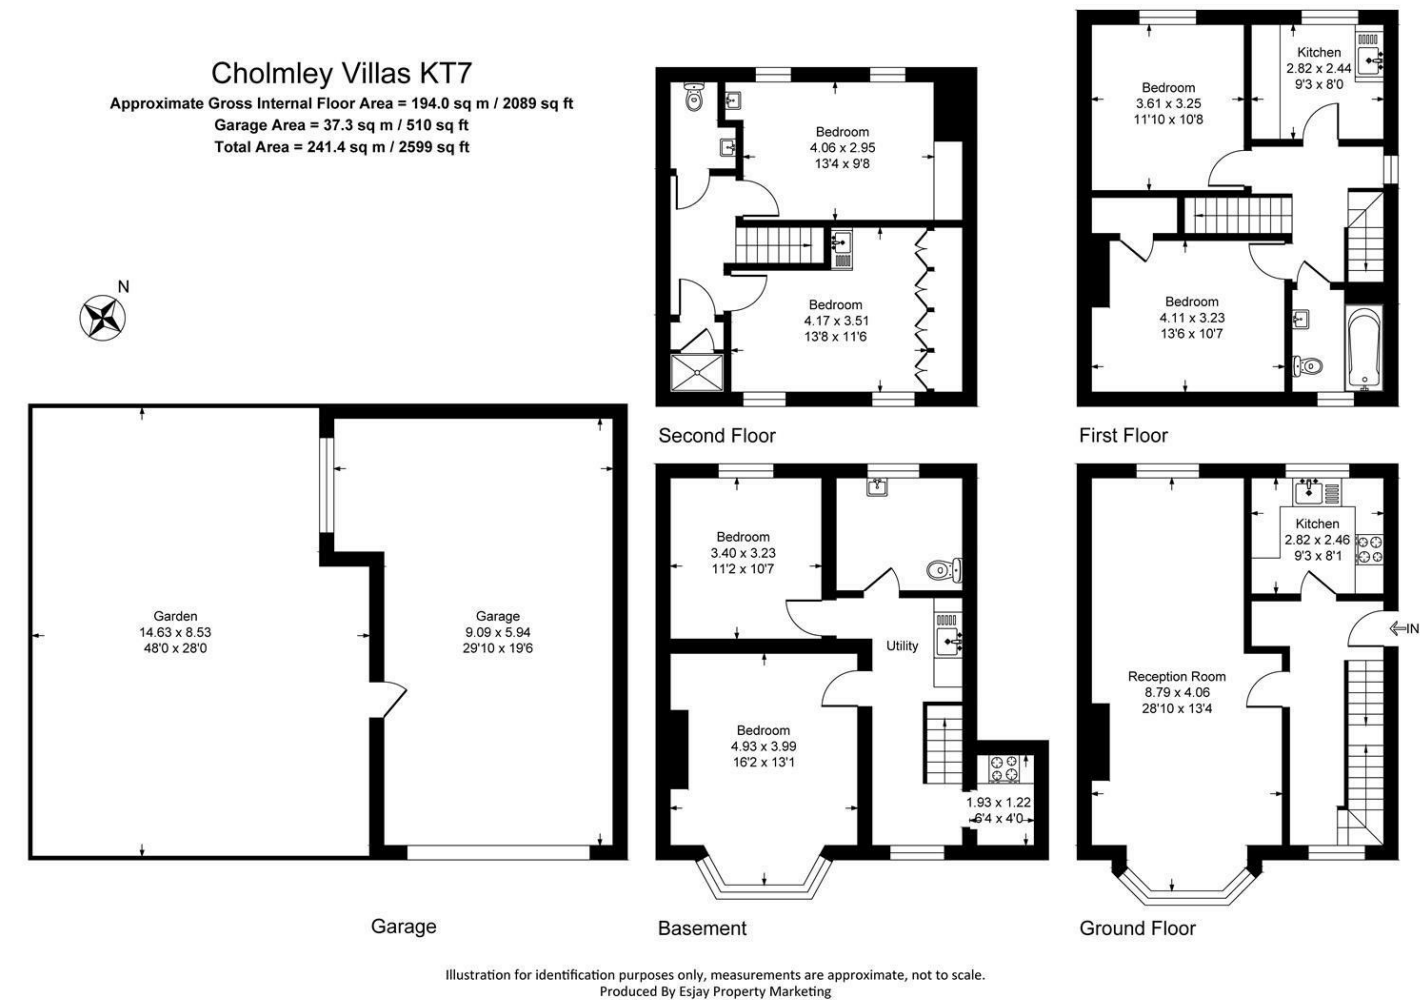 Cholmley Villas KT7
Approximate Gross Internal Floor Area = 194.0 sq m / 2089 sq ft
Garage Area = 37.3 sq m / 510 sq ft
Total Area = 241.4 sq m / 2599 sq ft
N
Bedroom
4.06 x 2.95
13'4 x 9'8
Bedroom
4.17 x 3.51
13'8 x 11'6
Second Floor
Kitchen
2.82 x 2.44
9'3 x 8'0
Bedroom
3.61 x 3.25
11'10 x 10'8
Bedroom
4.11 x 3.23
13'6 x 10'7
First Floor
Garden
14.63 x 8.53
48'0 x 28'0
Garage
9.09 x 5.94
29'10 x 19'6
Garage
Bedroom
3.40 x 3.23
11'2 x 10'7
Utility
Bedroom
4.93 x 3.99
16'2 x 13'1
1.93 x 1.22
6'4 x 4'0
Basement
Kitchen
2.82 x 2.46
9'3 x 8'1
IN
Reception Room
8.79 x 4.06
28'10 x 13'4
Ground Floor
Illustration for identification purposes only, measurements are approximate, not to scale.
Produced By Esjay Property Marketing